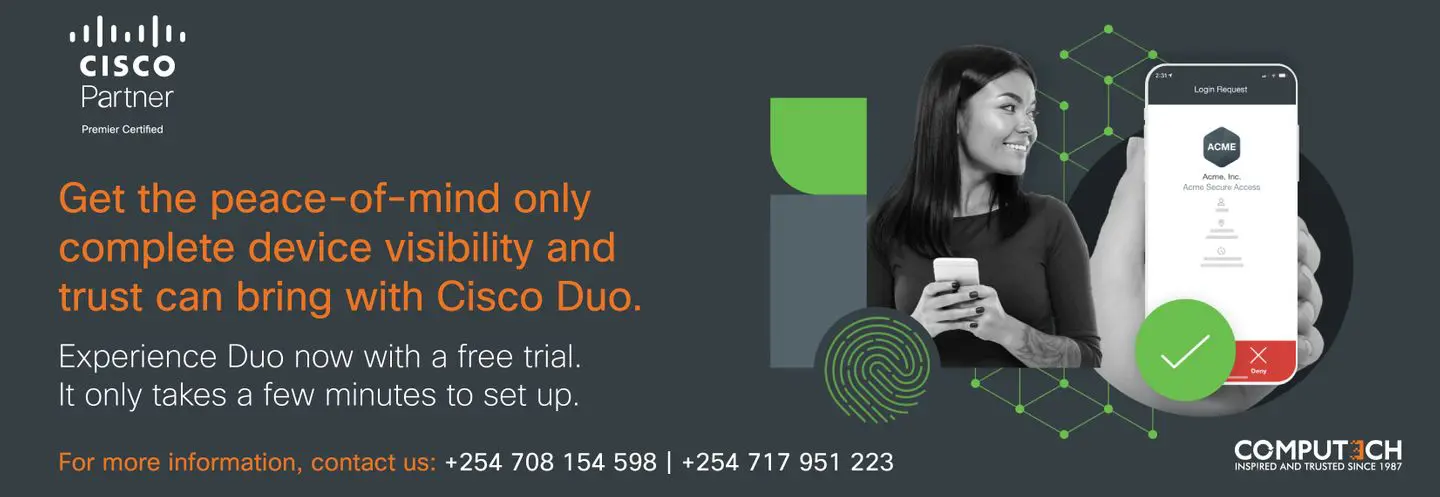 CISCO
Partner
Premier Certified
Get the peace-of-mind only
complete device visibility and
trust can bring with Cisco Duo.
Experience Duo now with a free trial.
It only takes a few minutes to set up.
For more information, contact us: +254 708 154 598 | +254 717 951 223
2:31
Login Request
ACME
Acme, Inc.
Acme Secure Access
Deny
COMPUTECH
INSPIRED AND TRUSTED SINCE 1987